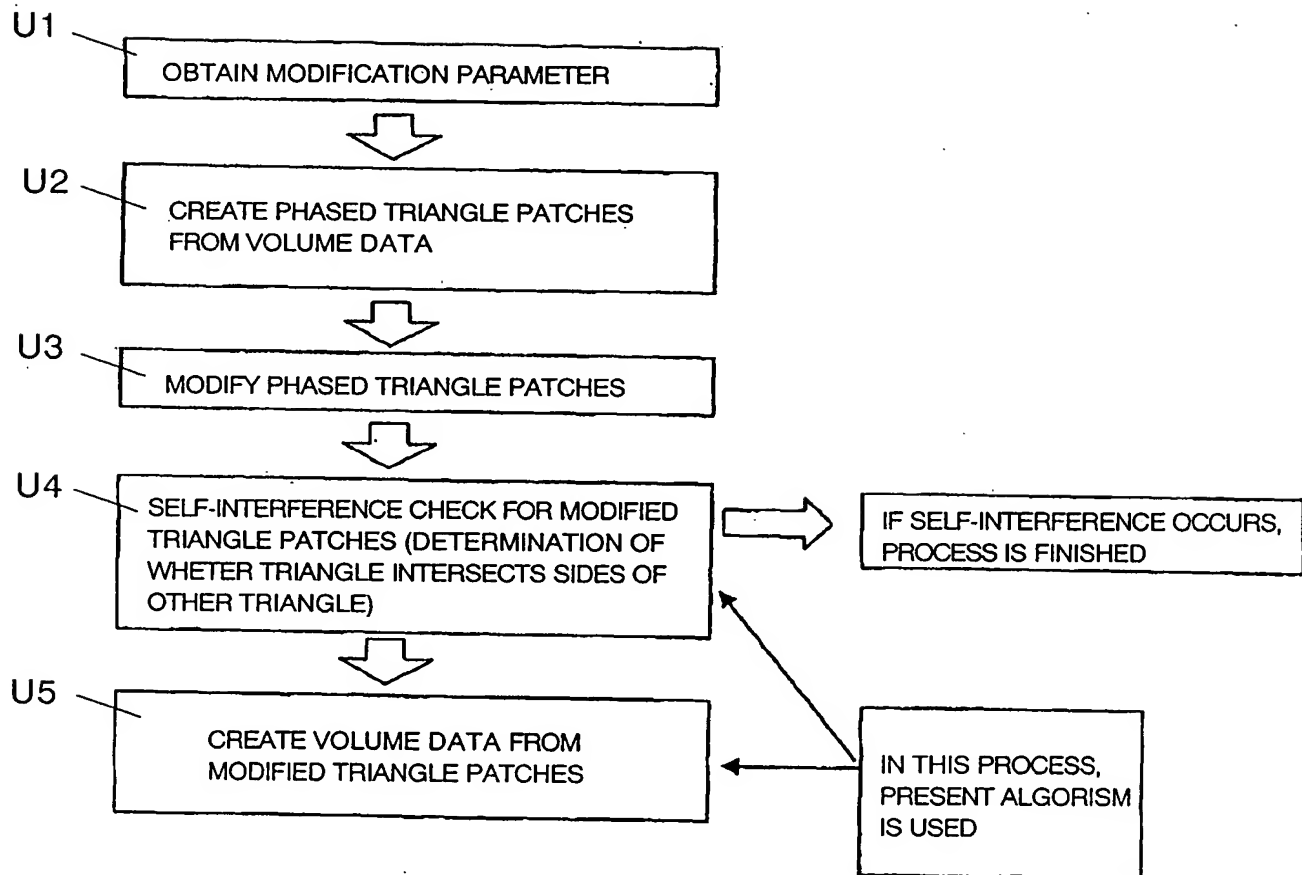 U1
OBTAIN MODIFICATION PARAMETER
U2
CREATE PHASED TRIANGLE PATCHES
FROM VOLUME DATA
U3
MODIFY PHASED TRIANGLE PATCHES
U4
SELF-INTERFERENCE CHECK FOR MODIFIED
TRIANGLE PATCHES (DETERMINATION OF
WHETER TRIANGLE INTERSECTS SIDES OF
OTHER TRIANGLE)
IF SELF-INTERFERENCE OCCURS,
PROCESS IS FINISHED
U5
CREATE VOLUME DATA FROM
MODIFIED TRIANGLE PATCHES
IN THIS PROCESS,
PRESENT ALGORISM
IS USED